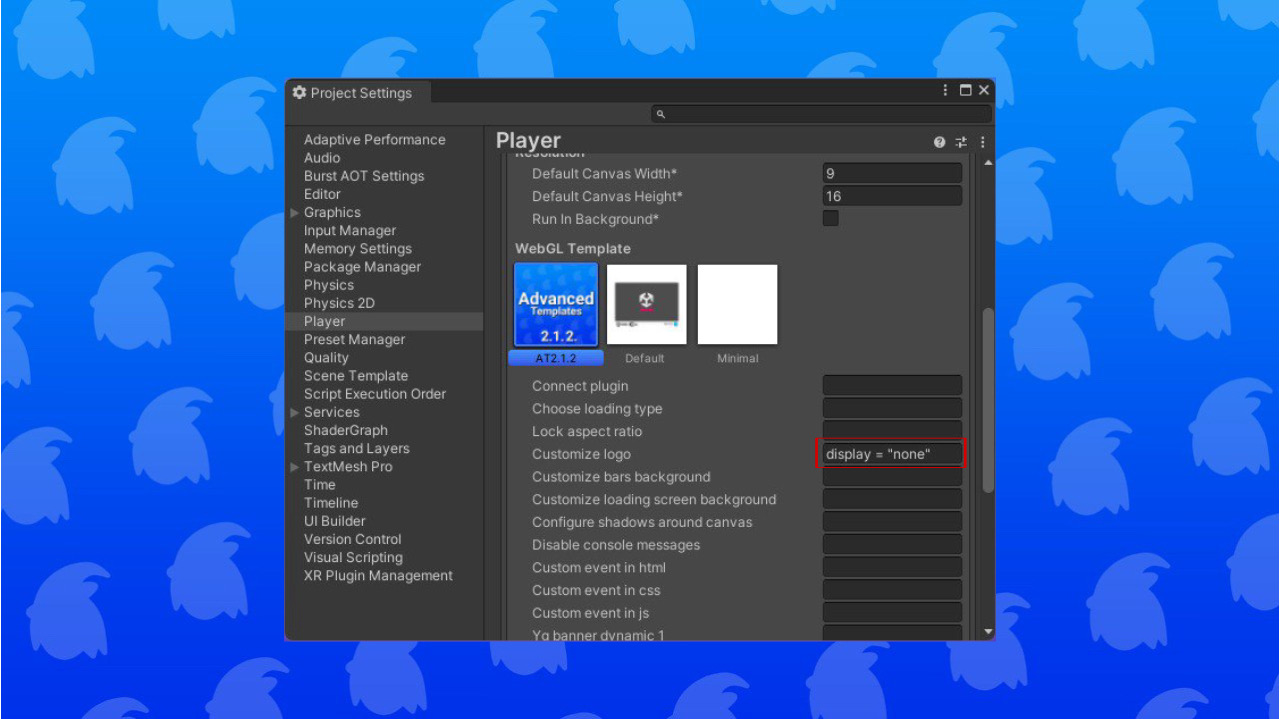 Project Settings
Adaptive Performance
Audio
Burst AOT Settings
Editor
Graphics
Input Manager
Memory Settings
Package Manager
Physics
Physics 2D
Player
Preset Manager
Quality
Scene Template
Script Execution Order
Services
ShaderGraph
Tags and Layers
TextMesh Pro
Time
Timeline
UI Builder
Version Control
Visual Scripting
XR Plugin Management
Player
Resolution
Default Canvas Width* 9
Default Canvas Height* 16
Run In Background*
WebGL Template
Advanced
Templates
2.1.2.
AT2.1.2 Default Minimal
Connect plugin
Choose loading type
Lock aspect ratio
Customize logo display = "none"
Customize bars background
Customize loading screen background
Configure shadows around canvas
Disable console messages
Custom event in html
Custom event in css
Custom event in js
Yg banner dynamic 1